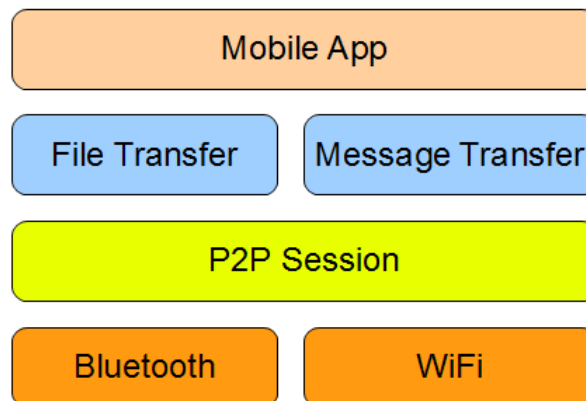 Mobile App
File Transfer
Message Transfer
P2P Session
Bluetooth
WiFi